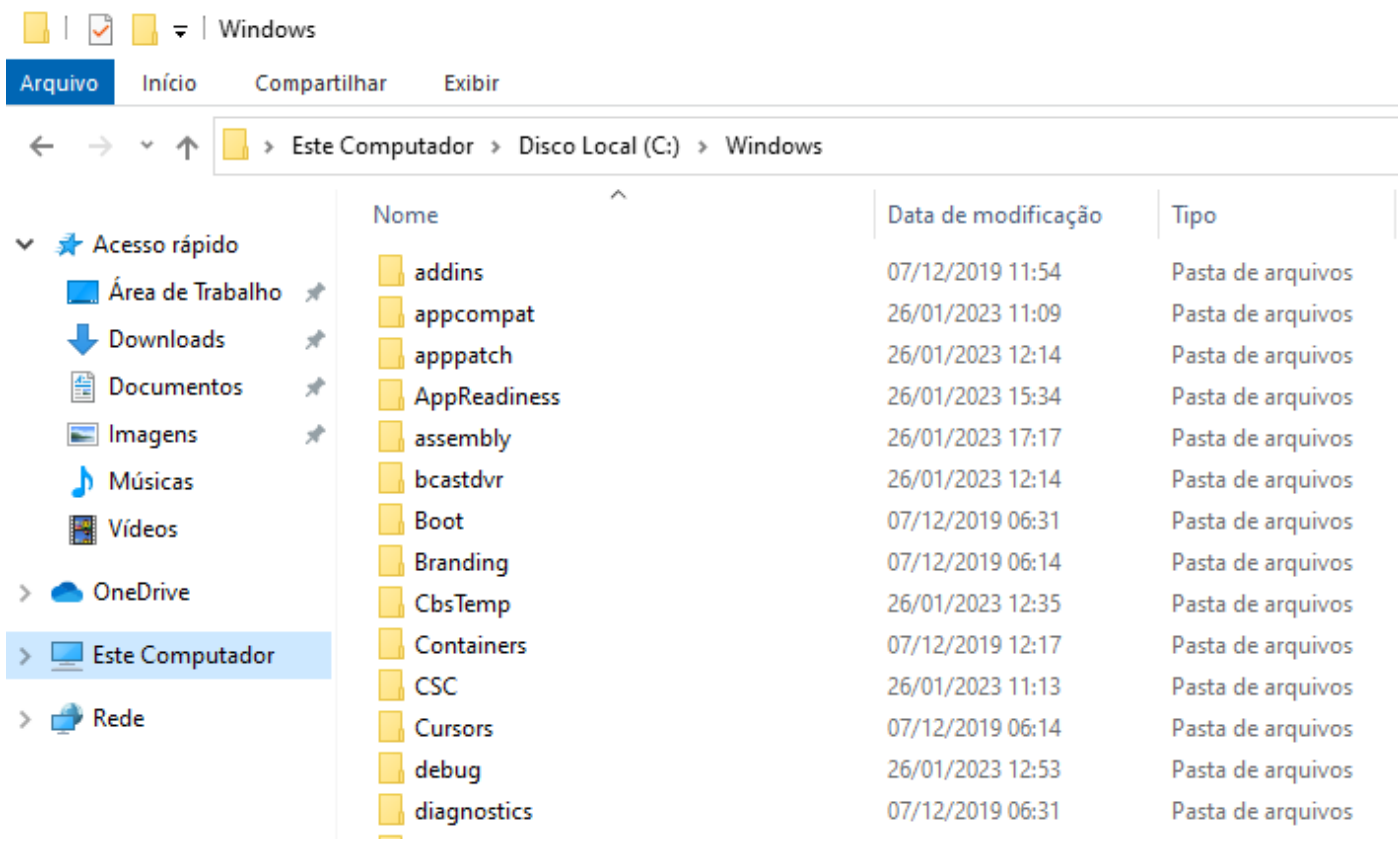 Windows
Arquivo Início Compartilhar Exibir
Este Computador > Disco Local (C:) > Windows
Nome Data de modificação Tipo
Acesso rápido
Área de Trabalho
Downloads
Documentos
Imagens
Músicas
Vídeos
OneDrive
Este Computador
Rede
addins 07/12/2019 11:54 Pasta de arquivos
appcompat 26/01/2023 11:09 Pasta de arquivos
apppatch 26/01/2023 12:14 Pasta de arquivos
AppReadiness 26/01/2023 15:34 Pasta de arquivos
assembly 26/01/2023 17:17 Pasta de arquivos
bcastdvr 26/01/2023 12:14 Pasta de arquivos
Boot 07/12/2019 06:31 Pasta de arquivos
Branding 07/12/2019 06:14 Pasta de arquivos
CbsTemp 26/01/2023 12:35 Pasta de arquivos
Containers 07/12/2019 12:17 Pasta de arquivos
CSC 26/01/2023 11:13 Pasta de arquivos
Cursors 07/12/2019 06:14 Pasta de arquivos
debug 26/01/2023 12:53 Pasta de arquivos
diagnostics 07/12/2019 06:31 Pasta de arquivos